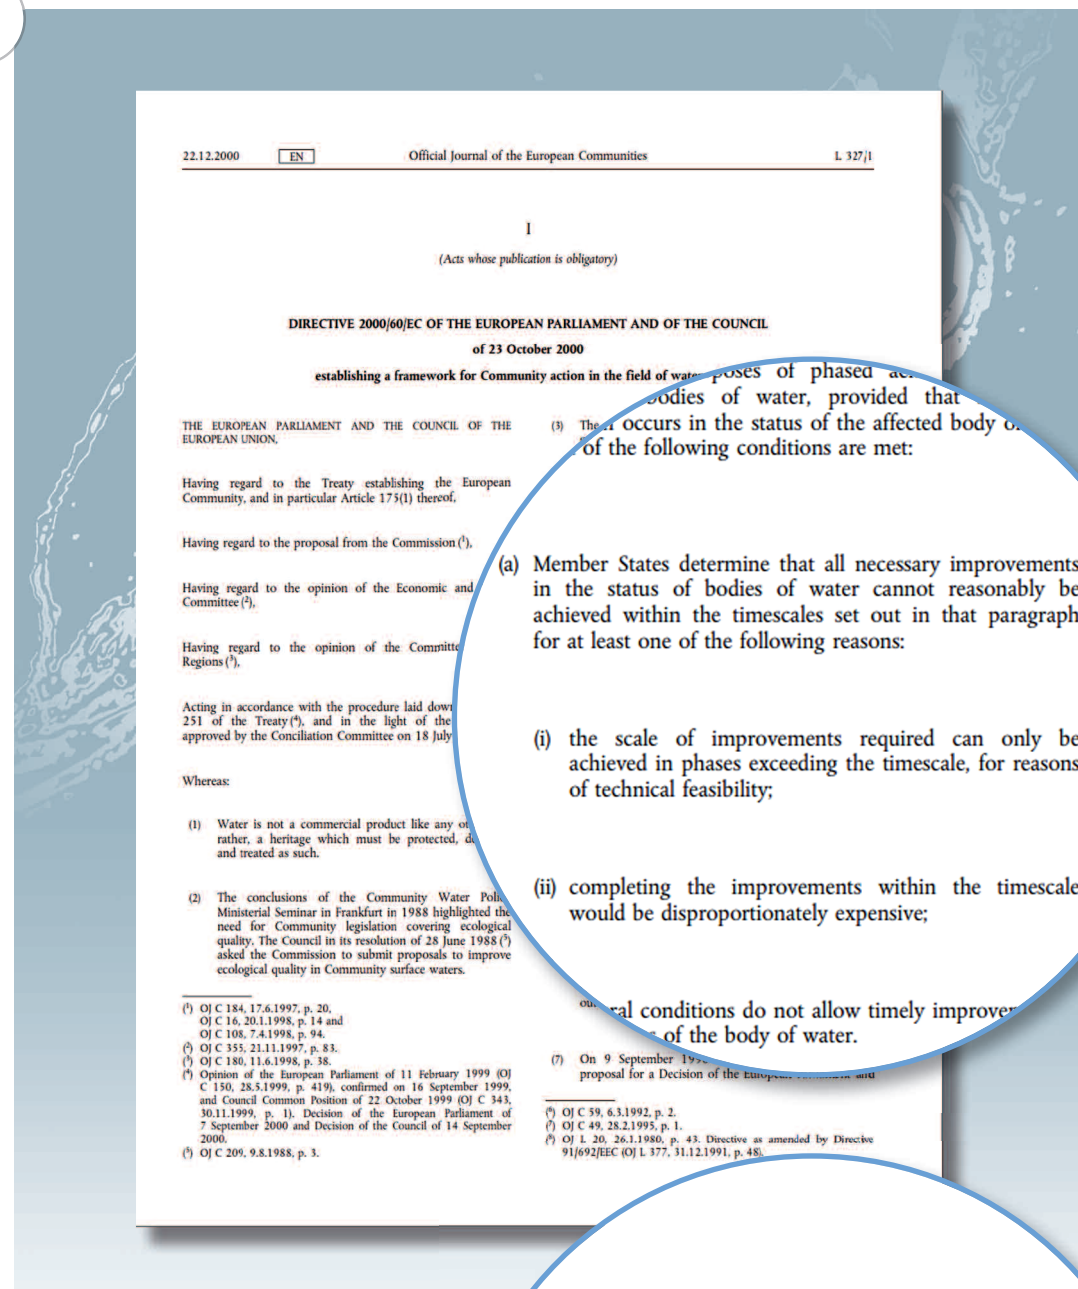 22.12.2000 EN Official Journal of the European Communities L 327/1
I
(Acts whose publication is obligatory)
DIRECTIVE 2000/60/EC OF THE EUROPEAN PARLIAMENT AND OF THE COUNCIL
of 23 October 2000
establishing a framework for Community action in the field of water
THE EUROPEAN PARLIAMENT AND THE COUNCIL OF THE
EUROPEAN UNION,
Having regard to the Treaty establishing the European
Community, and in particular Article 175(1) thereof,
Having regard to the proposal from the Commission (1),
Having regard to the opinion of the Economic and
Committee (2),
Having regard to the opinion of the
Regions (3),
Acting in accordance with the procedure laid
251 of the Treaty (4), and in the light of the
approved by the Conciliation Committee on 18 July
Whereas:
(1) Water is not a commercial product like any
rather, a heritage which must be protected,
and treated as such.
(2) The conclusions of the Community Water
Ministerial Seminar in Frankfurt in 1988 highlighted the
need for Community legislation covering ecological
quality. The Council in its resolution of 28 June 1988 (5)
asked the Commission to submit proposals to improve
ecological quality in Community surface waters.
(1) OJ C 184, 17.6.1997, p. 20,
OJ C 16, 20.1.1998, p. 14 and
OJ C 108, 7.4.1998, p. 94.
(2) OJ C 355, 21.11.1997, p. 83.
(3) OJ C 180, 11.6.1998, p. 38.
(4) Opinion of the European Parliament of 11 February 1999 (OJ
C 150, 28.5.1999, p. 419), confirmed on 16 September 1999,
and Council Common Position of 22 October 1999 (OJ C 343,
30.11.1999, p. 1). Decision of the European Parliament of
7 September 2000 and Decision of the Council of 14 September
2000.
(5) OJ C 209, 9.8.1988, p. 3.
(3) The
of phased
bodies of water, provided that
occurs in the status of the affected body
of the following conditions are met:
(a) Member States determine that all necessary improvements
in the status of bodies of water cannot reasonably be
achieved within the timescales set out in that paragraph
for at least one of the following reasons:
(i) the scale of improvements required can only be
achieved in phases exceeding the timescale, for reasons
of technical feasibility;
(ii) completing the improvements within the timescale
would be disproportionately expensive;
conditions do not allow timely
of the body of water.
(7) On 9 September
proposal for a Decision of the European
(6) OJ C 59, 6.3.1992, p. 2.
(7) OJ C 49, 28.2.1995, p. 1.
(8) OJ L 20, 26.1.1980, p. 43. Directive as amended by Directive
91/692/EEC (OJ L 377, 31.12.1991, p. 48).